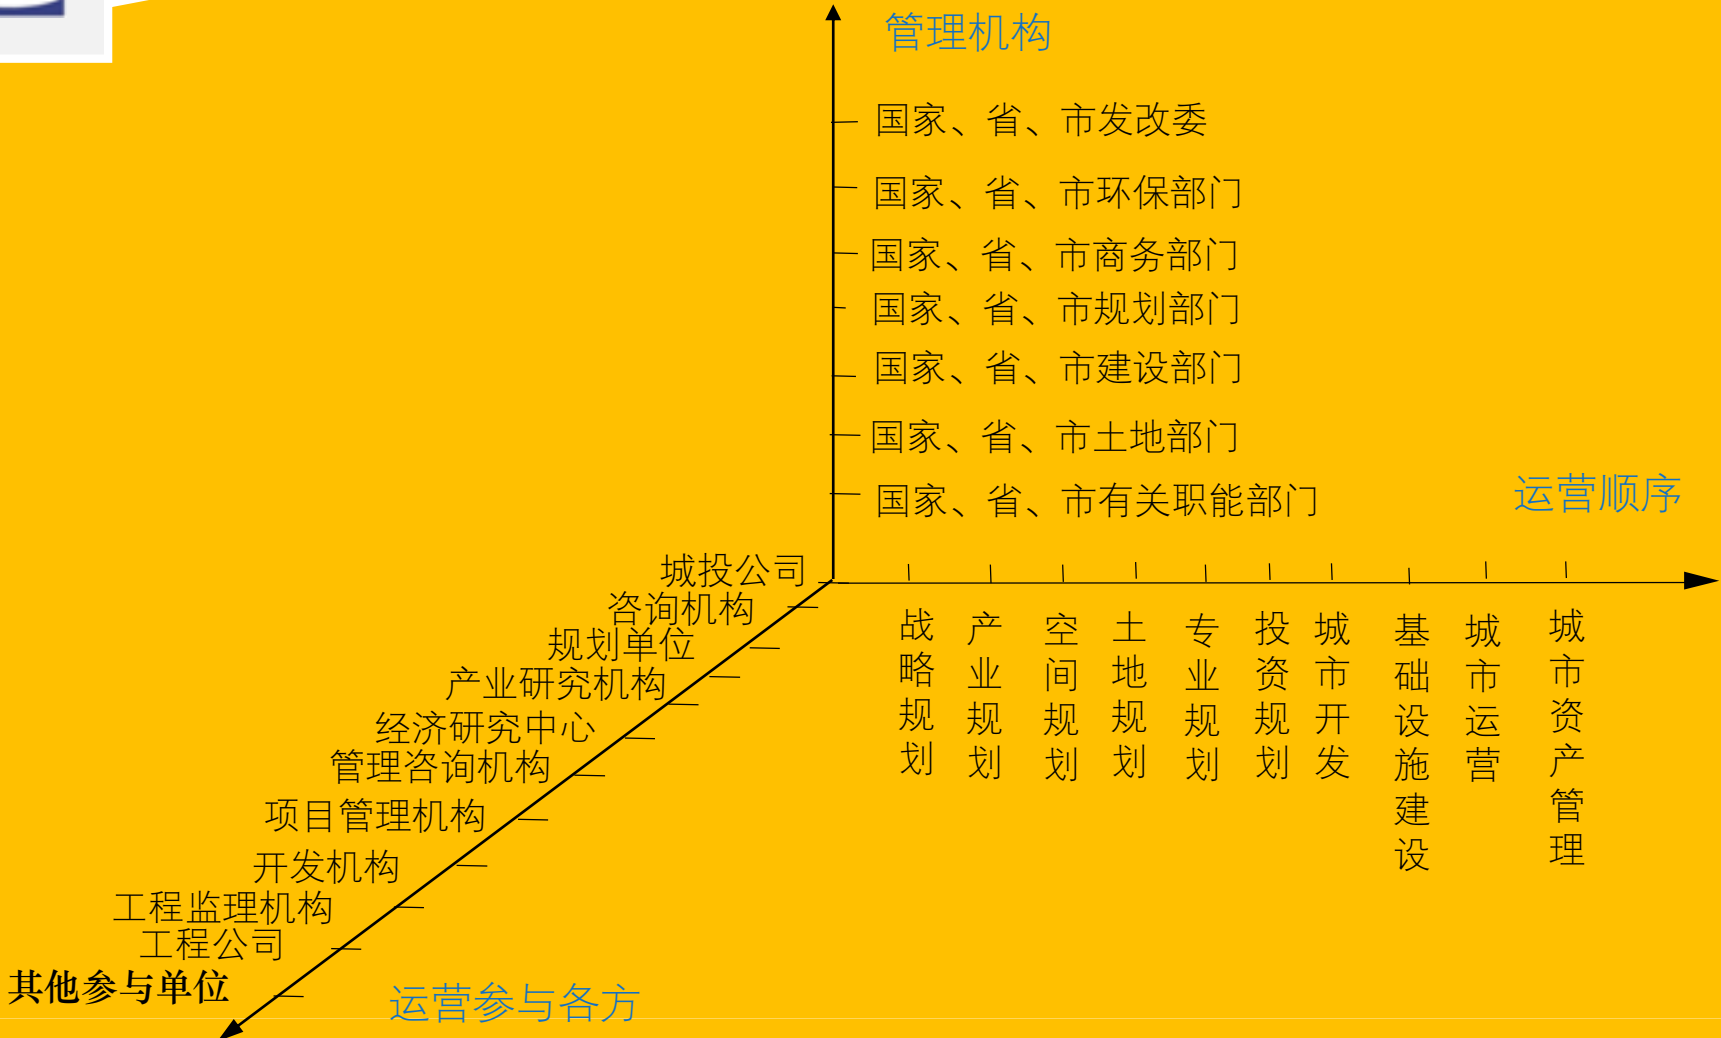 管理机构
国家、省、市发改委
国家、省、市环保部门
国家、省、市商务部门
国家、省、市规划部门
国家、省、市建设部门
国家、省、市土地部门
国家、省、市有关职能部门
运营顺序
战略规划
产业规划
空间规划
土地规划
专业规划
投资规划
城市开发
基础设施建设
城市运营
城市资产管理
城投公司
咨询机构
规划单位
产业研究机构
经济研究中心
管理咨询机构
项目管理机构
开发机构
工程监理机构
工程公司
其他参与单位
运营参与各方